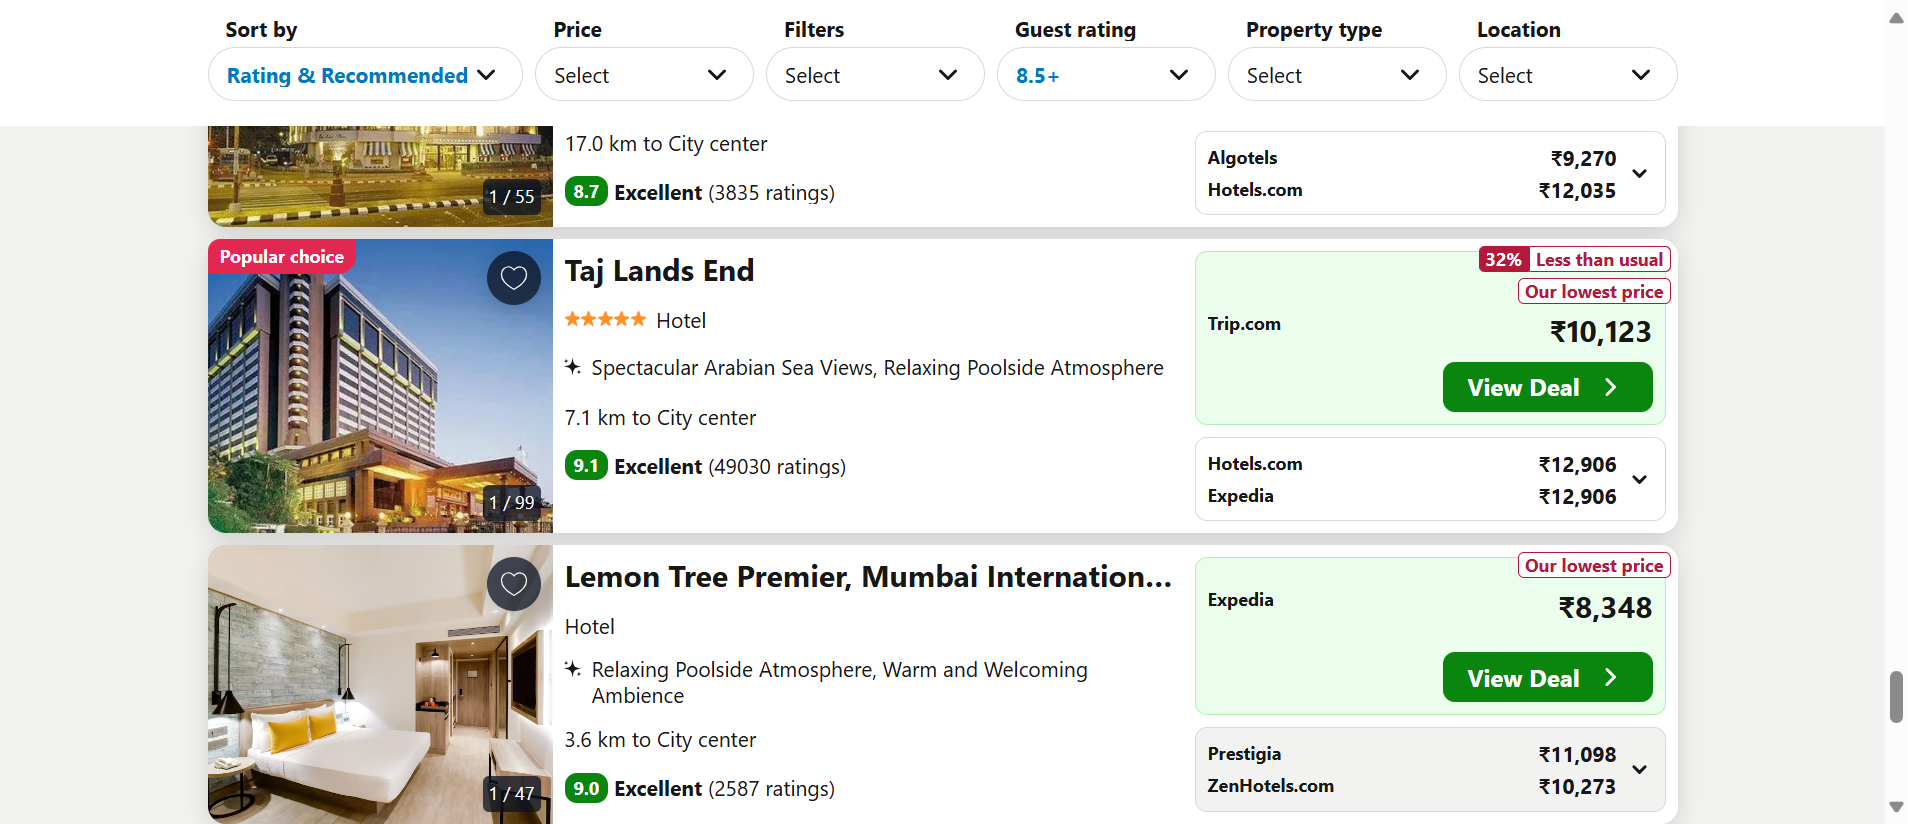 Sort by
Price
Filters
Guest rating
Property type
Location
Rating & Recommended
Select
Select
8.5+
Select
Select
17.0 km to City center
8.7 Excellent (3835 ratings)
1 / 55
Algotels ₹9,270
Hotels.com ₹12,035
Popular choice
Taj Lands End
Hotel
Spectacular Arabian Sea Views, Relaxing Poolside Atmosphere
7.1 km to City center
9.1 Excellent (49030 ratings)
1 / 99
32% Less than usual
Our lowest price
Trip.com ₹10,123
View Deal
Hotels.com ₹12,906
Expedia ₹12,906
Lemon Tree Premier, Mumbai Internation...
Hotel
Relaxing Poolside Atmosphere, Warm and Welcoming
Ambience
3.6 km to City center
9.0 Excellent (2587 ratings)
1 / 47
Our lowest price
Expedia ₹8,348
View Deal
Prestigia ₹11,098
ZenHotels.com ₹10,273